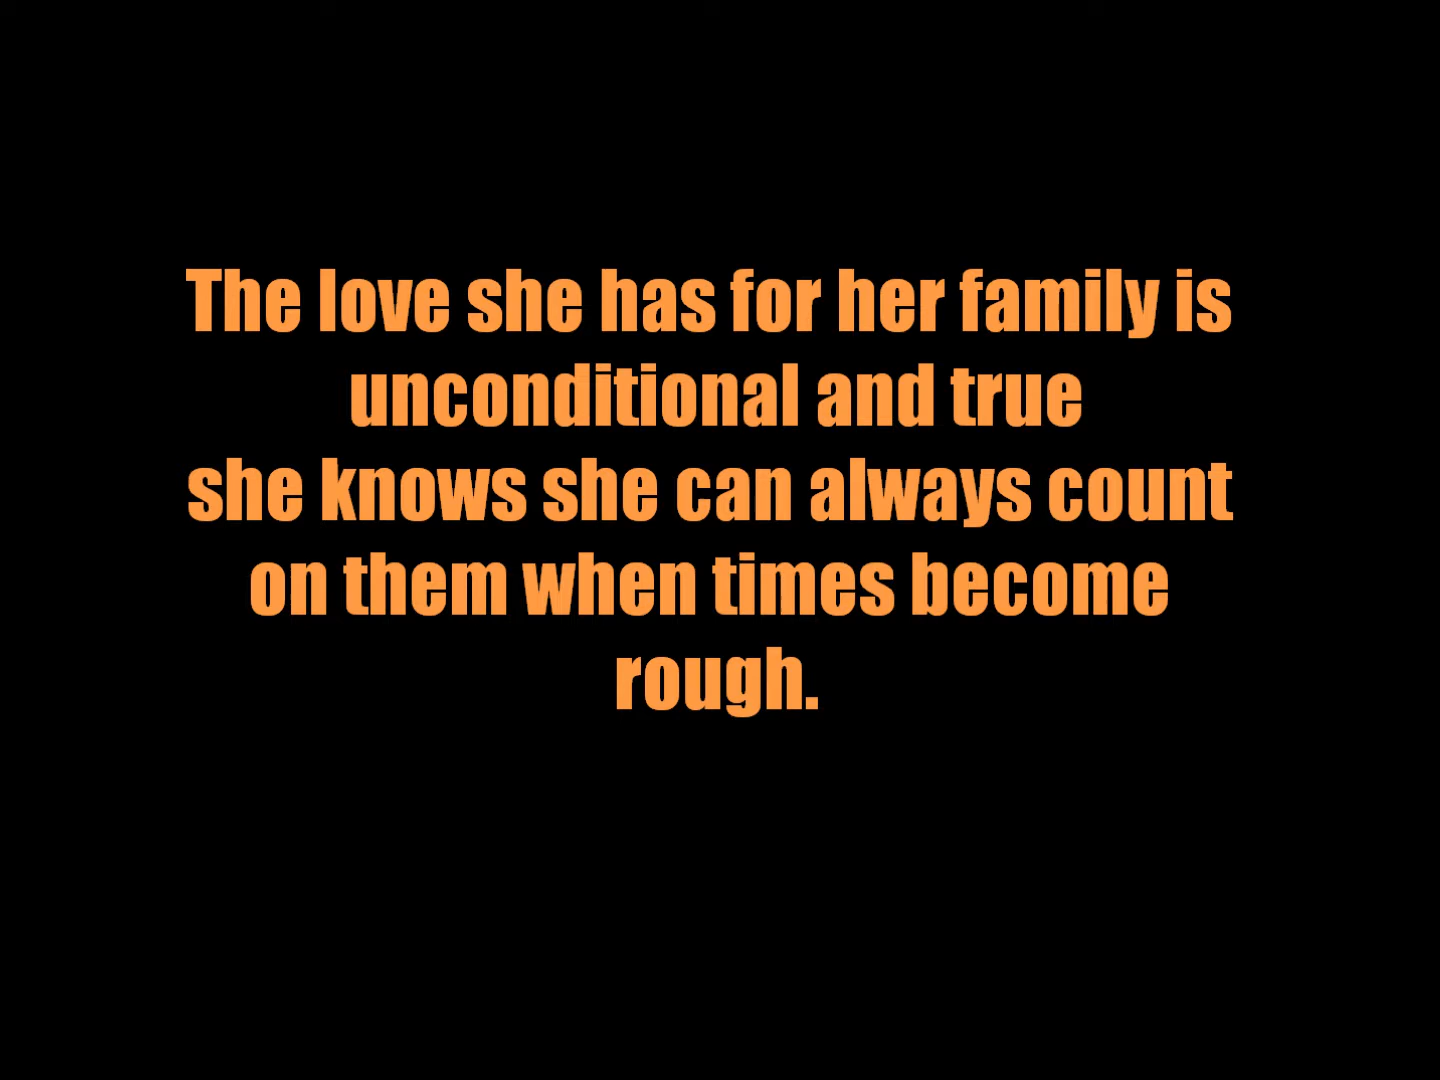 The love she has for her family is
unconditional and true
she knows she can always count
on them when times become
rough.